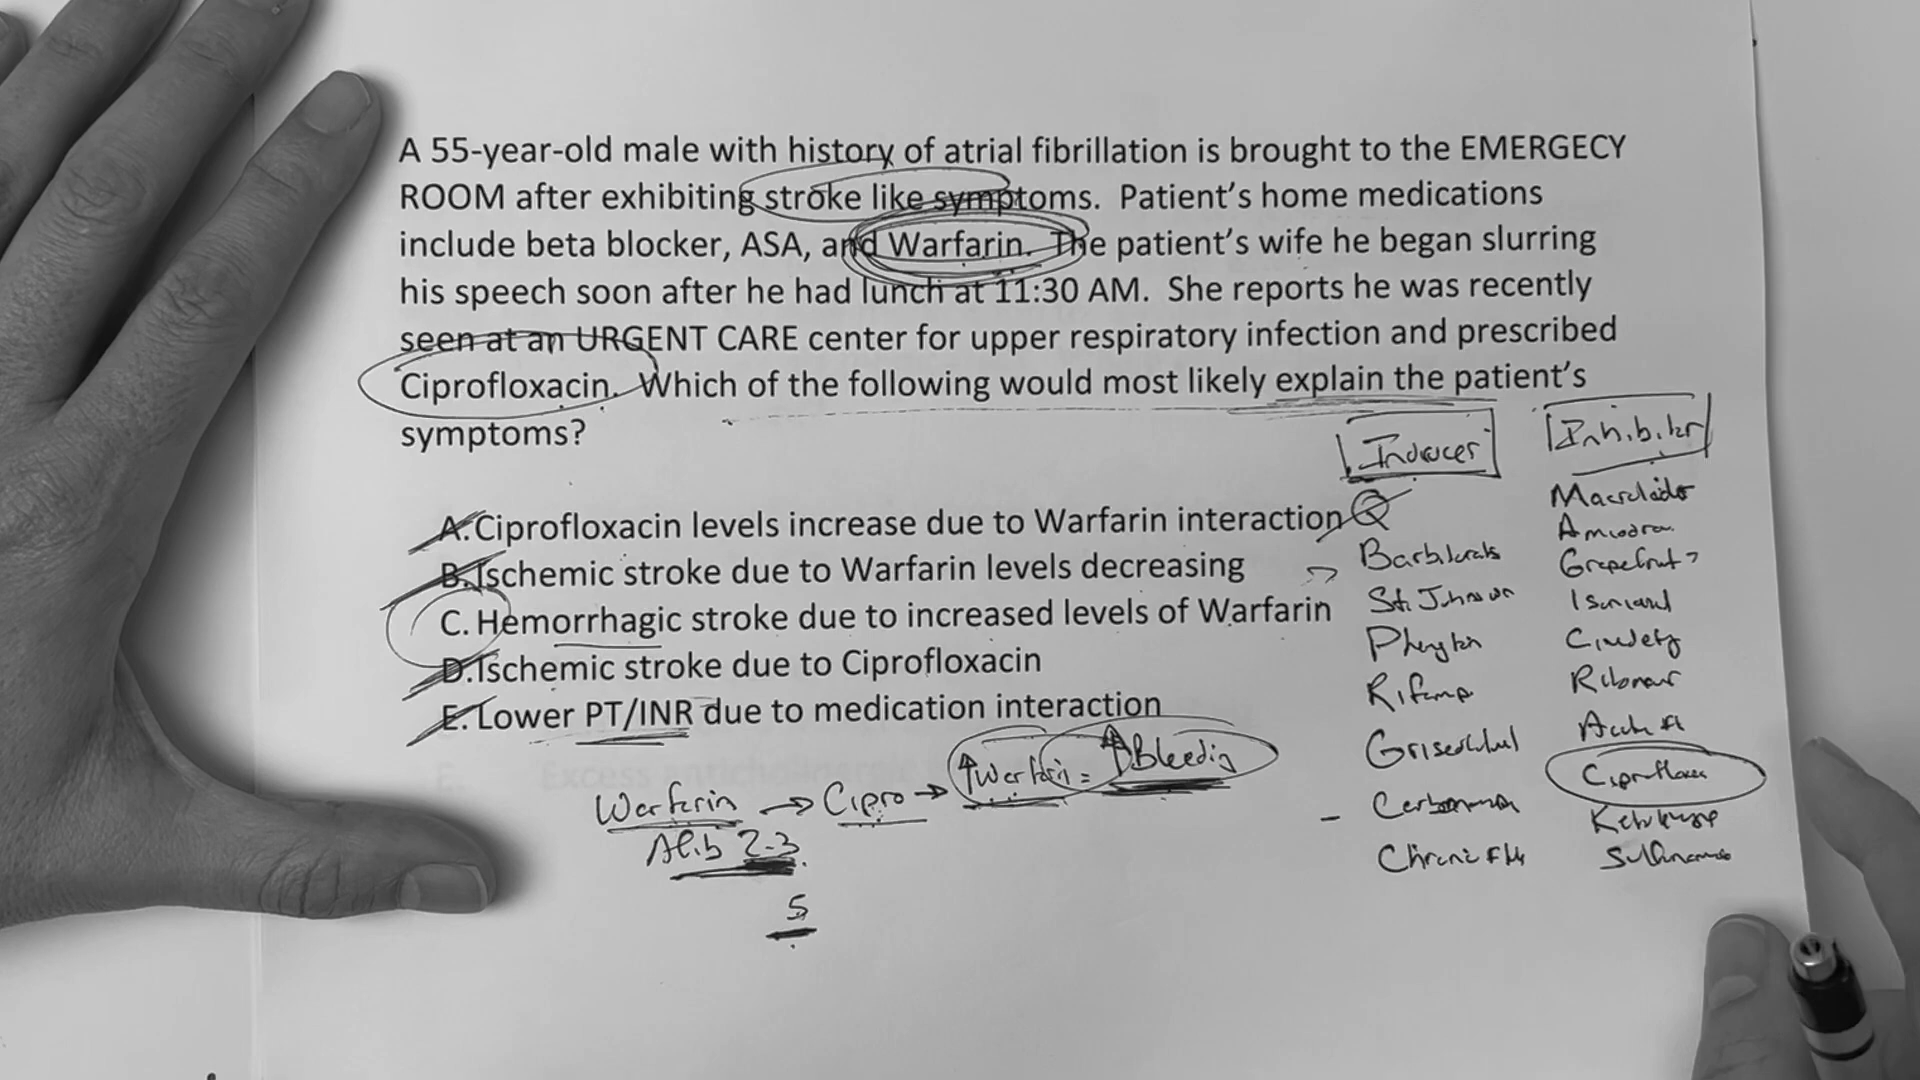 A 55-year-old male with history of atrial fibrillation is brought to the EMERGECY
ROOM after exhibiting stroke like symptoms. Patient's home medications
include beta blocker, ASA, and Warfarin. The patient's wife he began slurring
his speech soon after he had lunch at 11:30 AM. She reports he was recently
seen at an URGENT CARE center for upper respiratory infection and prescribed
Ciprofloxacin. Which of the following would most likely explain the patient's
symptoms?
Inducer
Inhibitor
A. Ciprofloxacin levels increase due to Warfarin interaction
B. Ischemic stroke due to Warfarin levels decreasing
C. Hemorrhagic stroke due to increased levels of Warfarin
D. Ischemic stroke due to Ciprofloxacin
E. Lower PT/INR due to medication interaction
Warfarin → Cipro → ↑Warfarin = ↑Bleedin
Afib 2-3
5
Barbiturates
St. Johns
Rifamp
Chronic
Macrolides
E. Excess anticholinergic